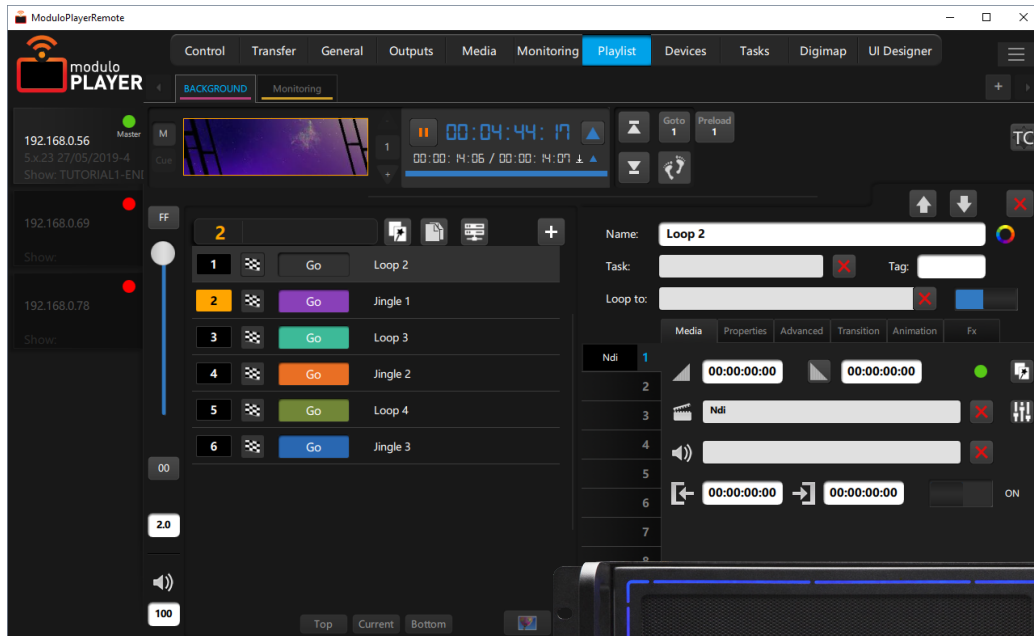 ModuloPlayerRemote
modulo
PLAYER
Control Transfer General Outputs Media Monitoring Playlist Devices Tasks Digimap UI Designer
BACKGROUND Monitoring
192.168.0.56 Master
5.x.23 27/05/2019-4
Show: TUTORIAL1-END
192.168.0.69
Show:
192.168.0.78
Show:
M
Cue
1
+
00:04:44:17
00:00:14:06 / 00:00:14:07
Goto
1
Preload
1
TC
FF
00
2.0
100
2
+
1 Go Loop 2
2 Go Jingle 1
3 Go Loop 3
4 Go Jingle 2
5 Go Loop 4
6 Go Jingle 3
Top Current Bottom
Name: Loop 2
Task: Tag:
Loop to:
Media Properties Advanced Transition Animation Fx
Ndi 1
2
3
4
5
6
7
8
00:00:00:00 00:00:00:00
Ndi
00:00:00:00 00:00:00:00 ON